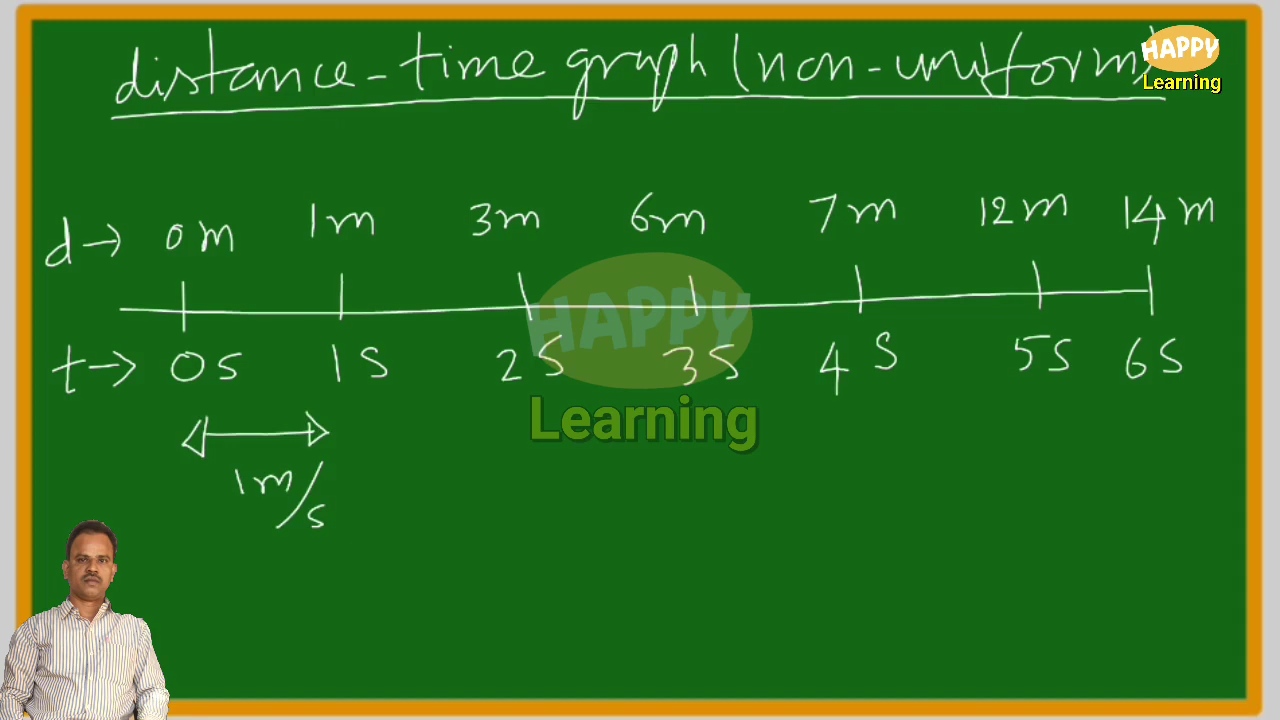 distance-time graph (non-uniform)
HAPPY
Learning
d→ 0m 1m 3m 6m 7m 12m 14m
t→ 0s 1s 2s 3s 4s 5s 6s
HAPPY
Learning
1m/s